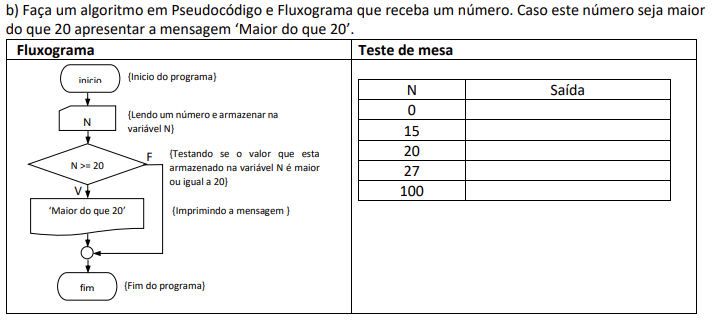 b) Faça um algoritmo em Pseudocódigo e Fluxograma que receba um número. Caso este número seja maior
do que 20 apresentar a mensagem ‘Maior do que 20’.
Fluxograma
Teste de mesa
inicio
{Inicio do programa}
N
{Lendo um número e armazenar na
variável N}
N >= 20
F
{Testando se o valor que esta
armazenado na variável N é maior
ou igual a 20}
V
‘Maior do que 20’
{Imprimindo a mensagem }
fim
{Fim do programa}
N Saída
0
15
20
27
100